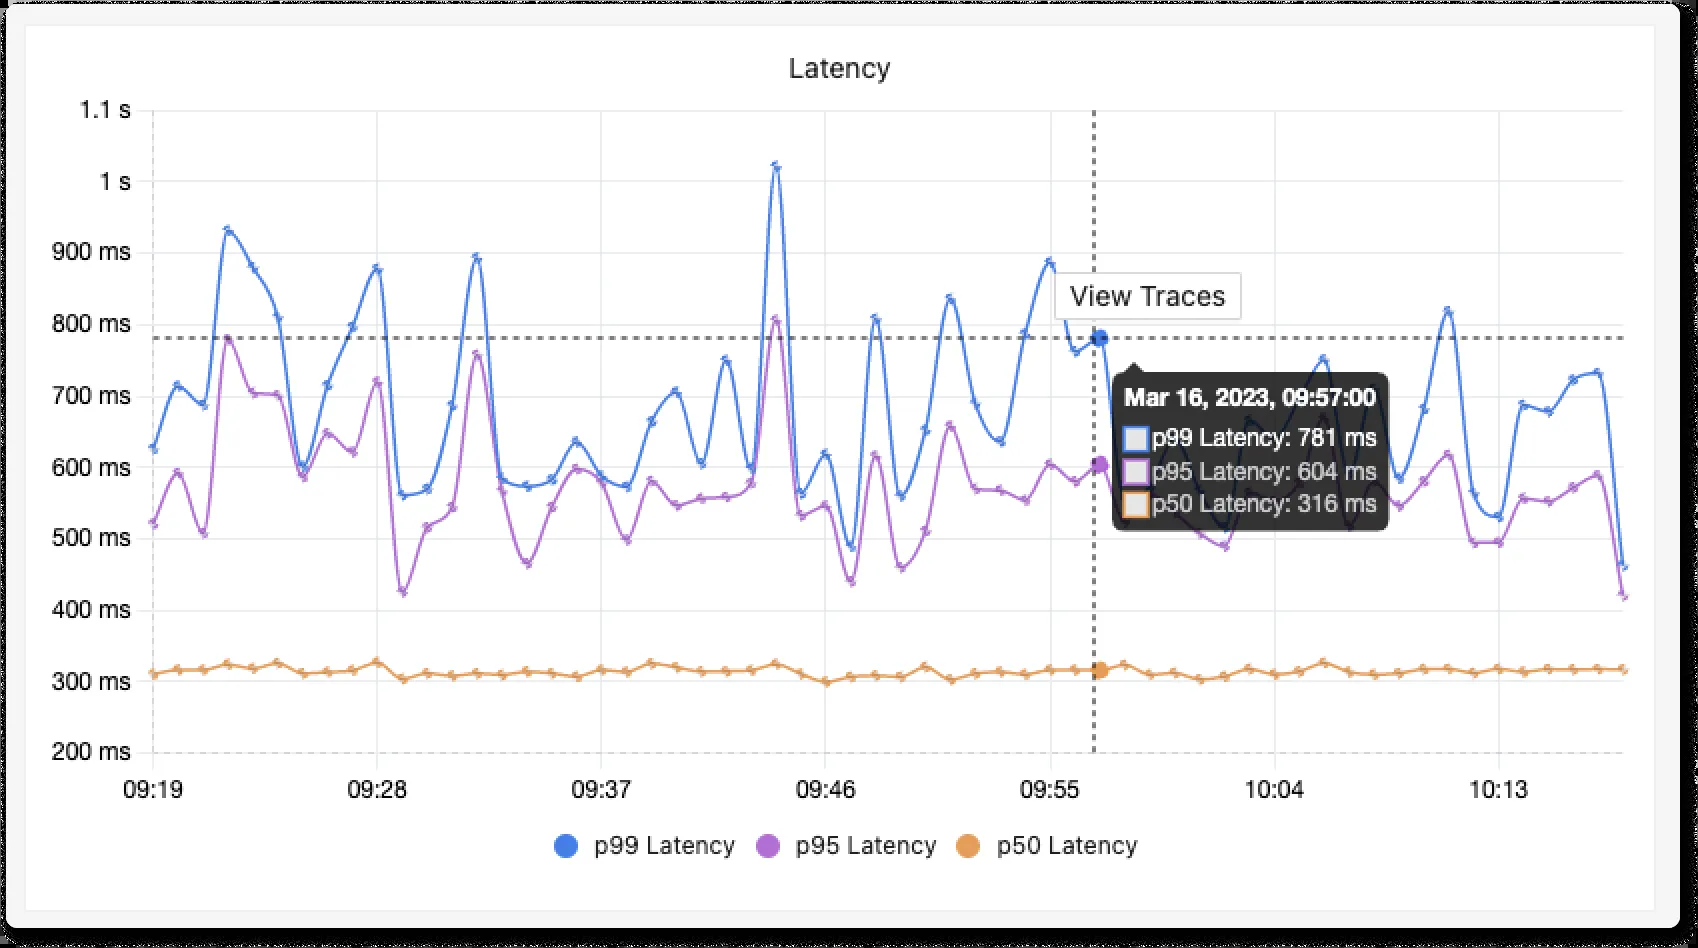 Latency
1.1 s
1 s
900 ms
800 ms
700 ms
600 ms
500 ms
400 ms
300 ms
200 ms
View Traces
Mar 16, 2023, 09:57:00
p99 Latency: 781 ms
p95 Latency: 604 ms
p50 Latency: 316 ms
09:19 09:28 09:37 09:46 09:55 10:04 10:13
p99 Latency p95 Latency p50 Latency